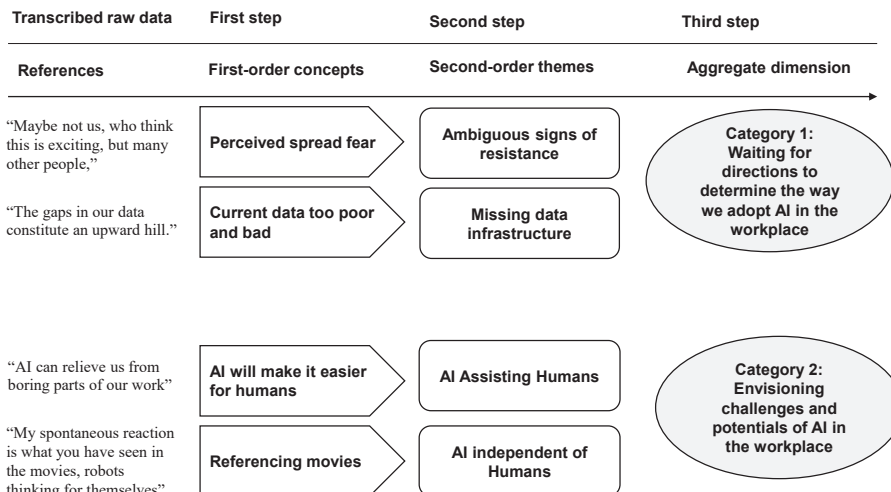 Transcribed raw data First step Second step Third step
References First-order concepts Second-order themes Aggregate dimension
“Maybe not us, who think
this is exciting, but many
other people,”
Perceived spread fear
Ambiguous signs of
resistance
“The gaps in our data
constitute an upward hill.”
Current data too poor
and bad
Missing data
infrastructure
Category 1:
Waiting for
directions to
determine the way
we adopt AI in the
workplace
“AI can relieve us from
boring parts of our work”
AI will make it easier
for humans
AI Assisting Humans
“My spontaneous reaction
is what you have seen in
the movies, robots
thinking for themselves”
Referencing movies
AI independent of
Humans
Category 2:
Envisioning
challenges and
potentials of AI in
the workplace